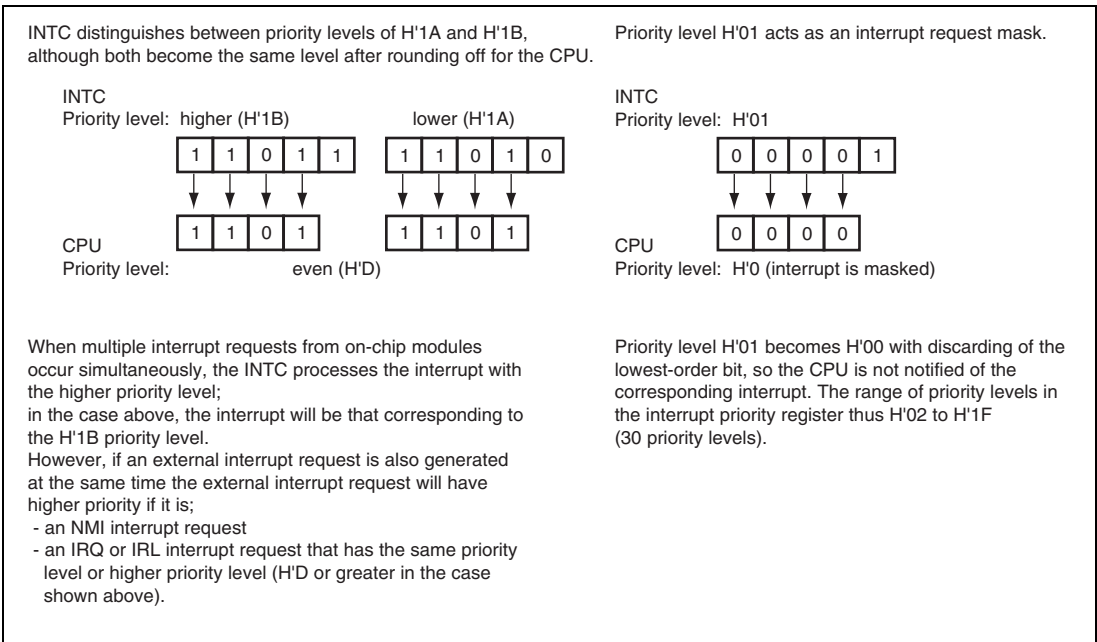 INTC distinguishes between priority levels of H'1A and H'1B,
although both become the same level after rounding off for the CPU.
INTC
Priority level: higher (H'1B) lower (H'1A)
1 1 0 1 1 1 1 0 1 0
1 1 0 1 1 1 0 1
CPU
Priority level: even (H'D)
When multiple interrupt requests from on-chip modules
occur simultaneously, the INTC processes the interrupt with
the higher priority level;
in the case above, the interrupt will be that corresponding to
the H'1B priority level.
However, if an external interrupt request is also generated
at the same time the external interrupt request will have
higher priority if it is;
- an NMI interrupt request
- an IRQ or IRL interrupt request that has the same priority
level or higher priority level (H'D or greater in the case
shown above).
Priority level H'01 acts as an interrupt request mask.
INTC
Priority level: H'01
0 0 0 0 1
0 0 0 0
CPU
Priority level: H'0 (interrupt is masked)
Priority level H'01 becomes H'00 with discarding of the
lowest-order bit, so the CPU is not notified of the
corresponding interrupt. The range of priority levels in
the interrupt priority register thus H'02 to H'1F
(30 priority levels).